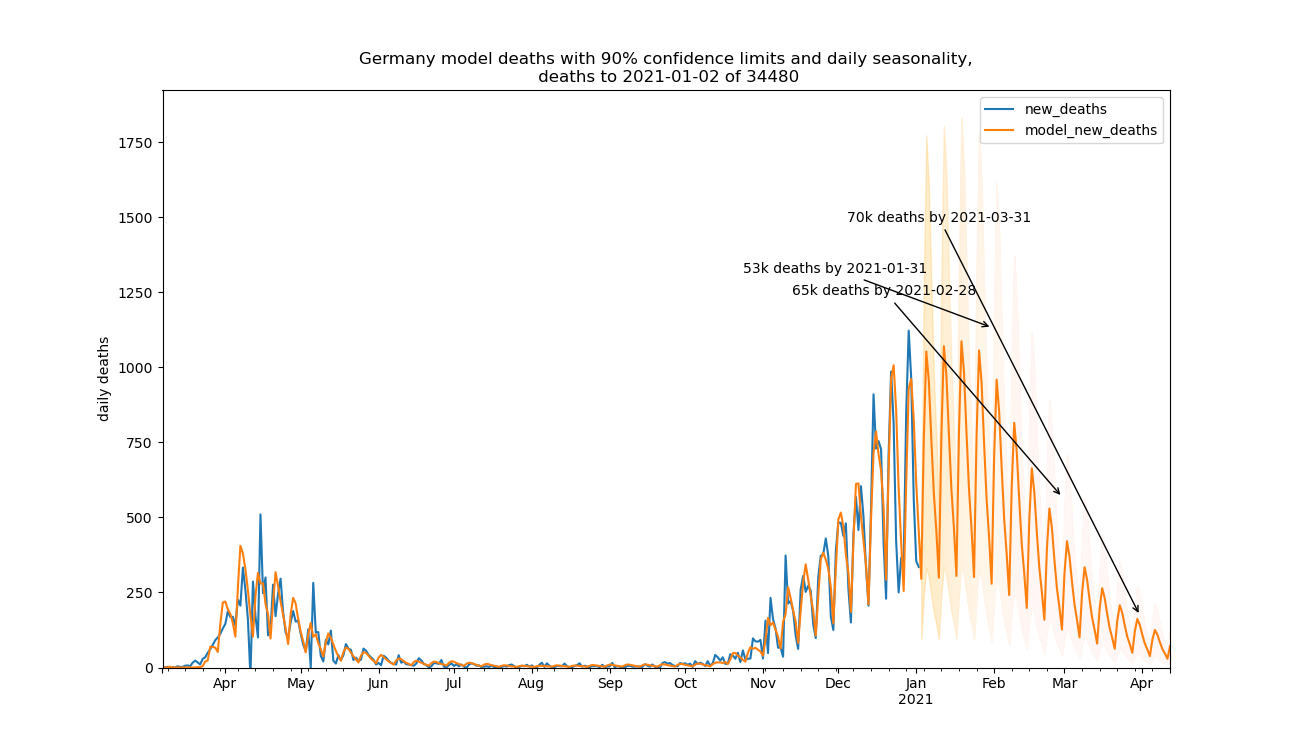 Germany model deaths with 90% confidence limits and daily seasonality,
deaths to 2021-01-02 of 34480
new_deaths
model_new_deaths
1750
1500
1250
1000
750
500
250
0
daily deaths
70k deaths by 2021-03-31
53k deaths by 2021-01-31
65k deaths by 2021-02-28
Apr May Jun Jul Aug Sep Oct Nov Dec Jan Feb Mar Apr
2021